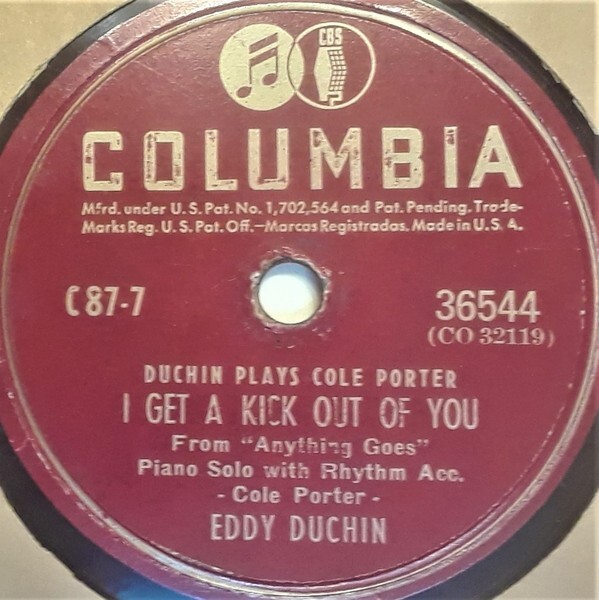 CBS
COLUMBIA
Mfrd. under U.S. Pat. No. 1,702,564 and Pat. Pending. Trade-
Marks Reg. U.S. Pat. Off.—Marcas Registradas. Made in U.S.A.
C 87-7
36544
(CO 32119)
DUCHIN PLAYS COLE PORTER
I GET A KICK OUT OF YOU
From "Anything Goes"
Piano Solo with Rhythm Acc.
- Cole Porter -
EDDY DUCHIN